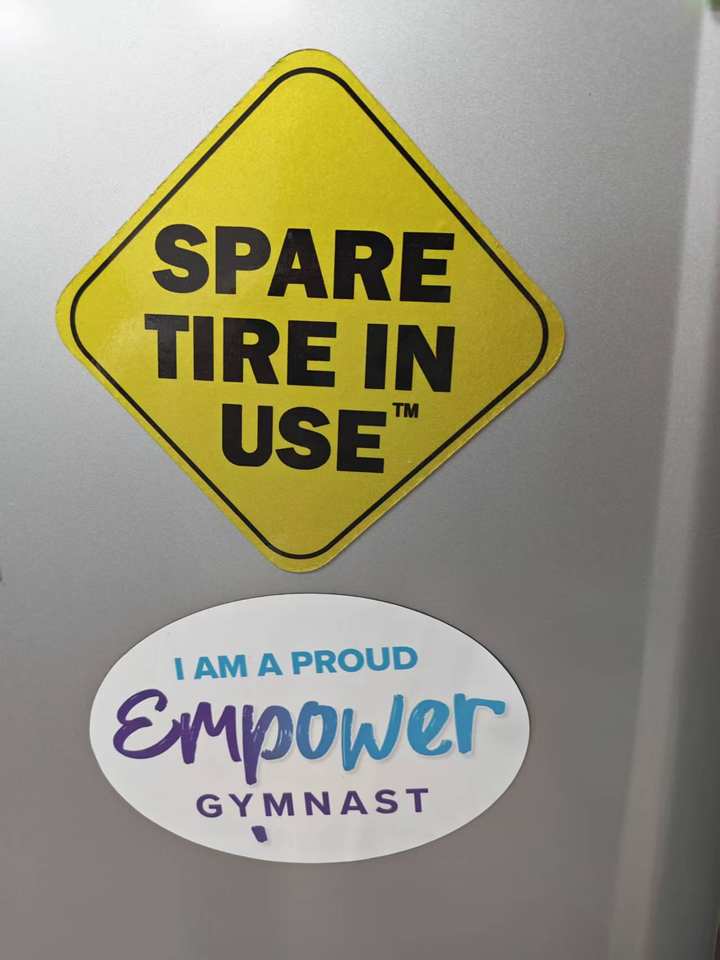 SPARE
TIRE IN
USE™
I AM A PROUD
Empower
GYMNAST